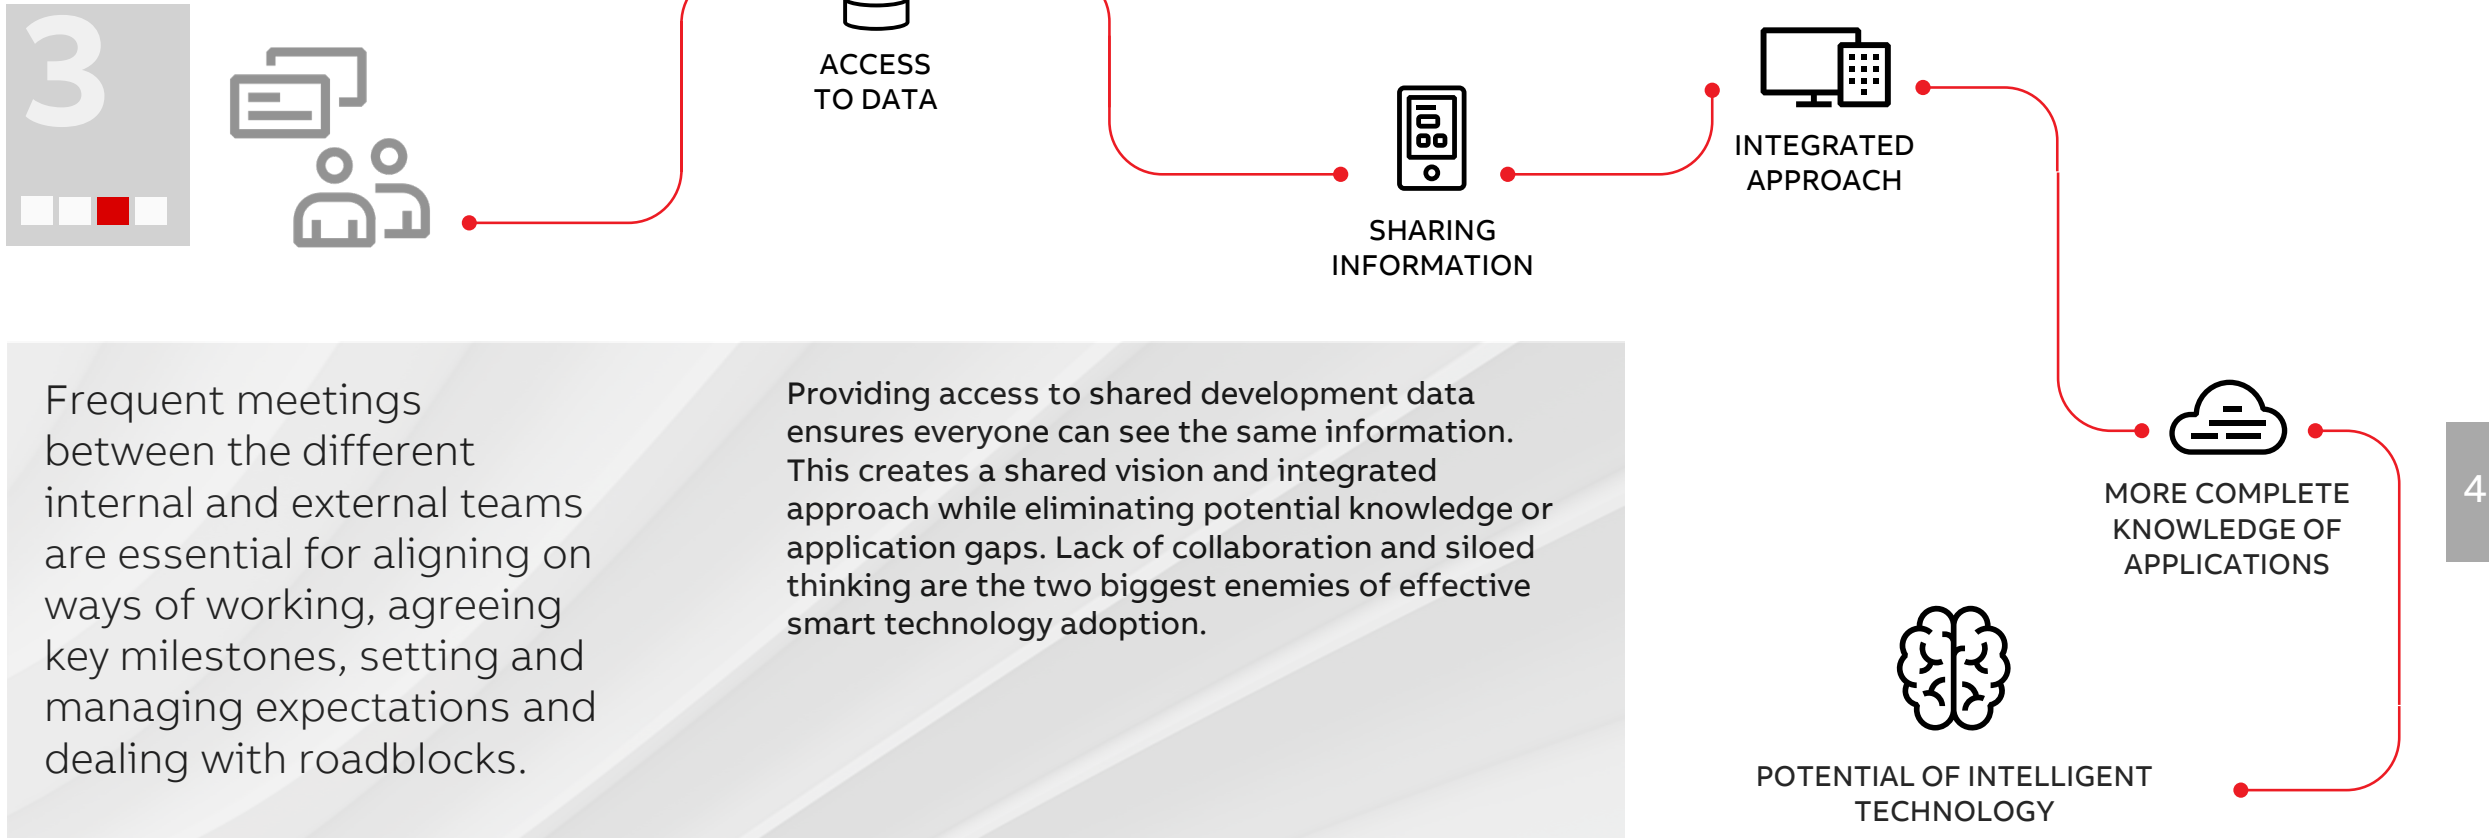 3
ACCESS
TO DATA
SHARING
INFORMATION
INTEGRATED
APPROACH
MORE COMPLETE
KNOWLEDGE OF
APPLICATIONS
POTENTIAL OF INTELLIGENT
TECHNOLOGY
Frequent meetings
between the different
internal and external teams
are essential for aligning on
ways of working, agreeing
key milestones, setting and
managing expectations and
dealing with roadblocks.
Providing access to shared development data
ensures everyone can see the same information.
This creates a shared vision and integrated
approach while eliminating potential knowledge or
application gaps. Lack of collaboration and siloed
thinking are the two biggest enemies of effective
smart technology adoption.
4